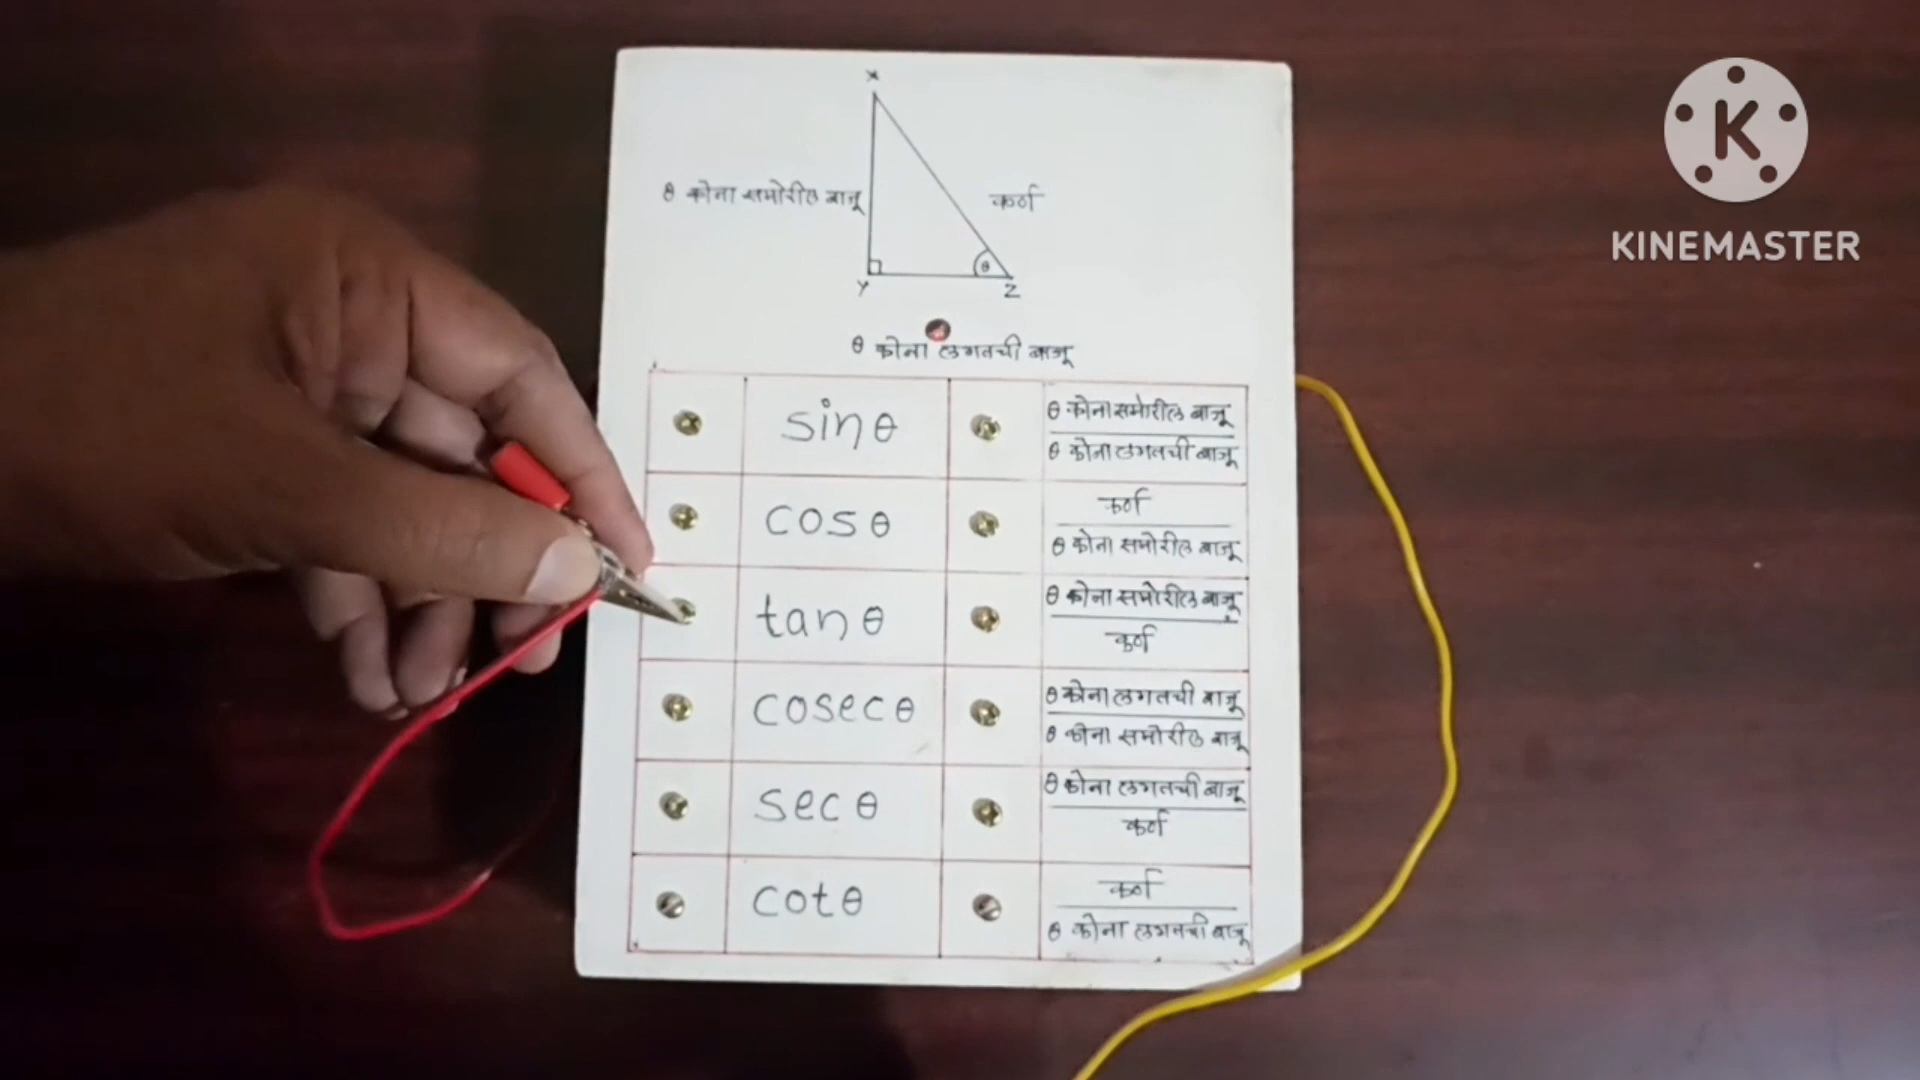 X
θ कोना समोरील बाजू
कर्ण
θ
Y
Z
θ कोना लगतची बाजू
sinθ
θ कोना समोरील बाजू
θ कोना लगतची बाजू
cosθ
कर्ण
θ कोना समोरील बाजू
tanθ
θ कोना समोरील बाजू
कर्ण
cosecθ
θ कोना लगतची बाजू
θ कोना समोरील बाजू
secθ
θ कोना लगतची बाजू
कर्ण
cotθ
कर्ण
θ कोना लगतची बाजू
K
KINEMASTER